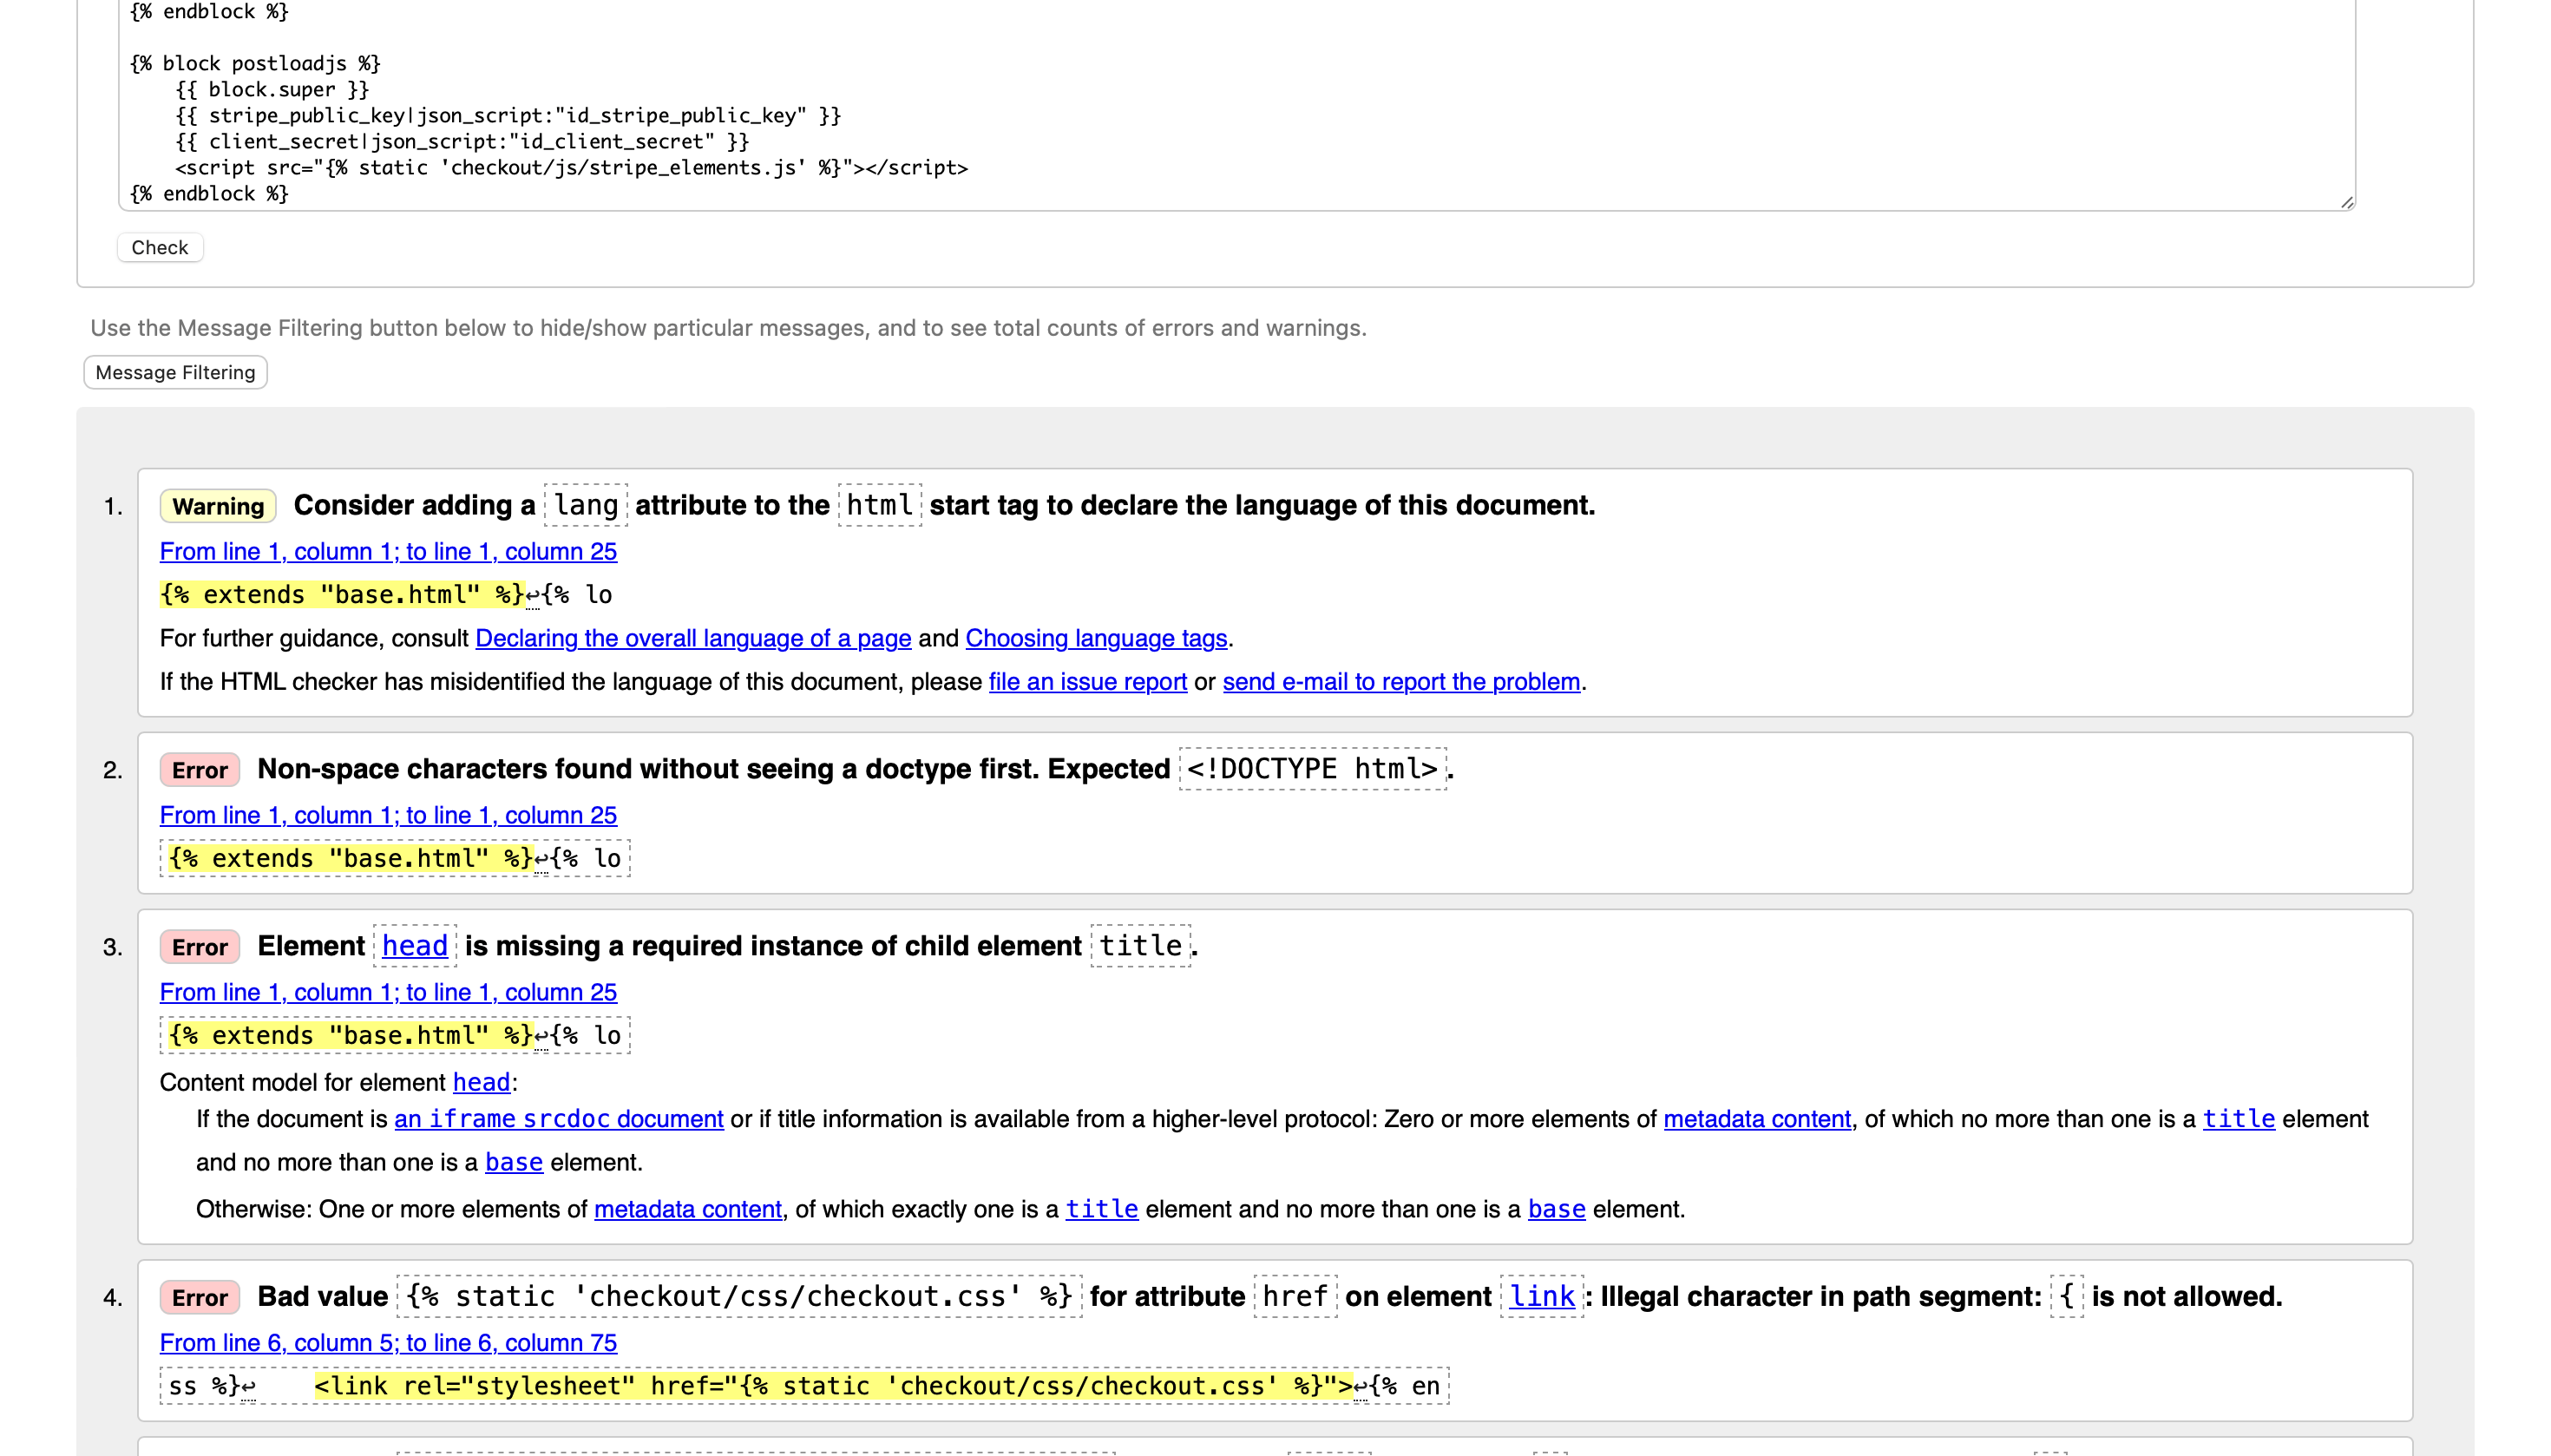 {% endblock %}
{% block postloadjs %}
{{ block.super }}
{{ stripe_public_key|json_script:"id_stripe_public_key" }}
{{ client_secret|json_script:"id_client_secret" }}
<script src="{% static 'checkout/js/stripe_elements.js' %}"></script>
{% endblock %}
Check
Use the Message Filtering button below to hide/show particular messages, and to see total counts of errors and warnings.
Message Filtering
1. Warning Consider adding a lang attribute to the html start tag to declare the language of this document.
From line 1, column 1; to line 1, column 25
{% extends "base.html" %}↩{% lo
For further guidance, consult Declaring the overall language of a page and Choosing language tags.
If the HTML checker has misidentified the language of this document, please file an issue report or send e-mail to report the problem.
2. Error Non-space characters found without seeing a doctype first. Expected <!DOCTYPE html>.
From line 1, column 1; to line 1, column 25
{% extends "base.html" %}↩{% lo
3. Error Element head is missing a required instance of child element title.
From line 1, column 1; to line 1, column 25
{% extends "base.html" %}↩{% lo
Content model for element head:
If the document is an iframe srcdoc document or if title information is available from a higher-level protocol: Zero or more elements of metadata content, of which no more than one is a title element
and no more than one is a base element.
Otherwise: One or more elements of metadata content, of which exactly one is a title element and no more than one is a base element.
4. Error Bad value {% static 'checkout/css/checkout.css' %} for attribute href on element link: Illegal character in path segment: { is not allowed.
From line 6, column 5; to line 6, column 75
ss %}↩    <link rel="stylesheet" href="{% static 'checkout/css/checkout.css' %}">↩{% en